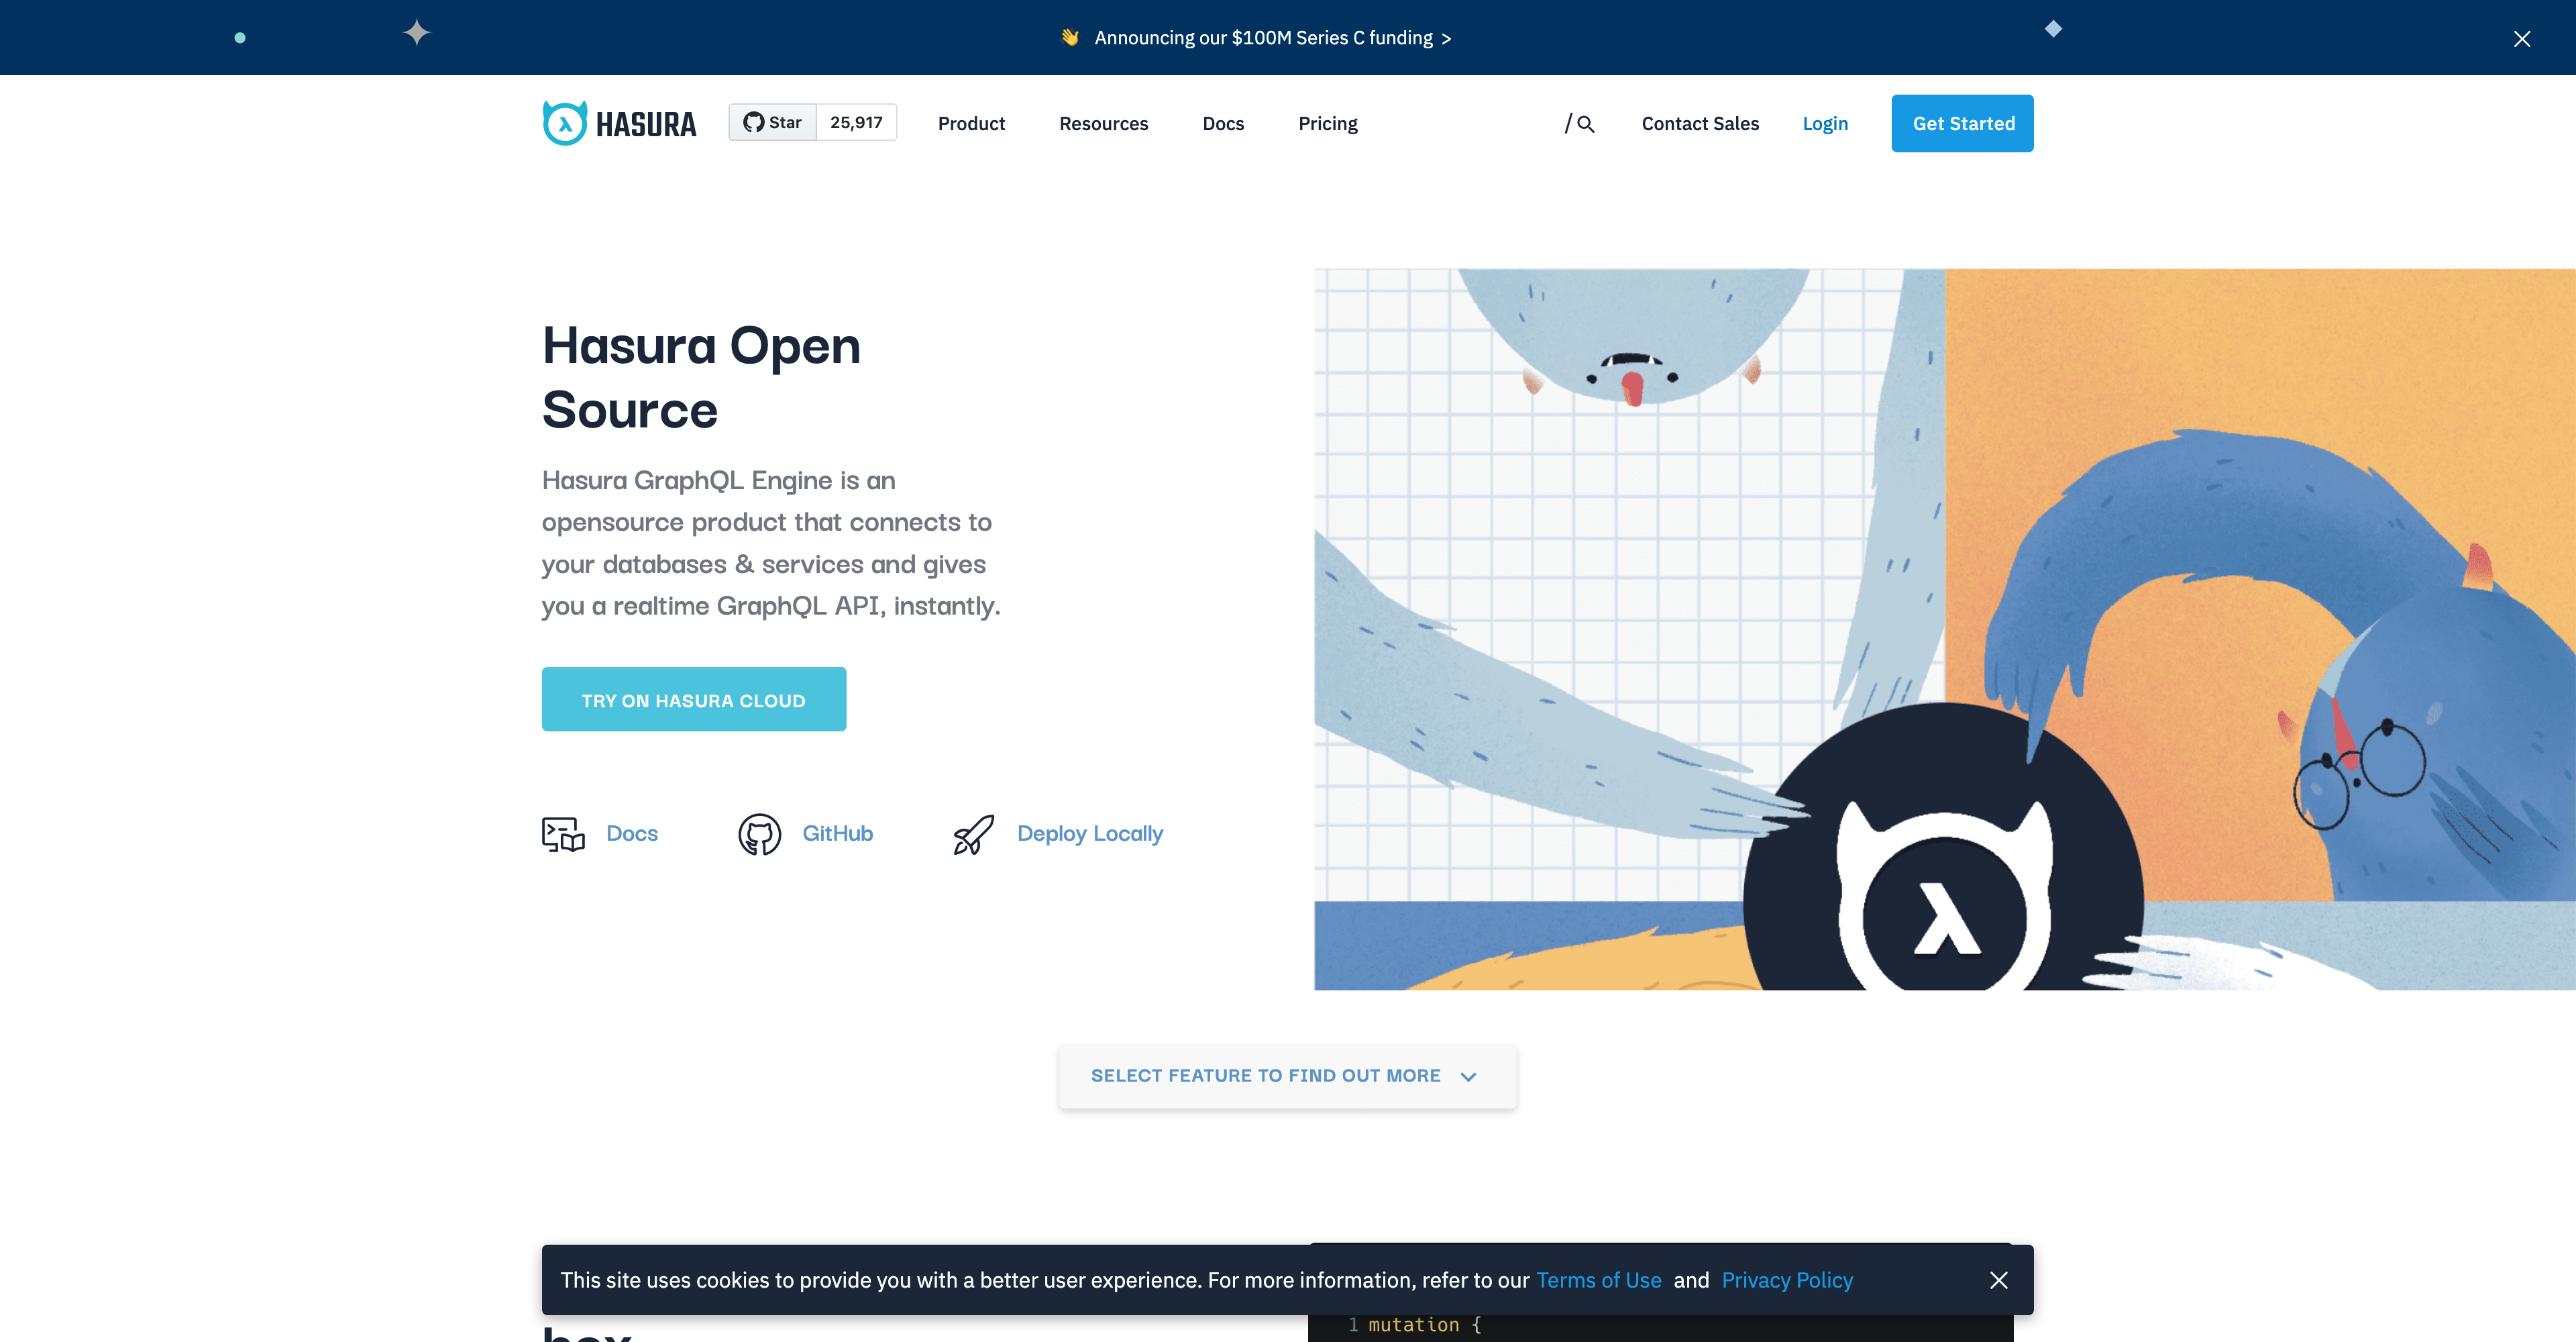 👋 Announcing our $100M Series C funding >
HASURA
Star 25,917
Product Resources Docs Pricing
/ Contact Sales Login Get Started
Hasura Open
Source
Hasura GraphQL Engine is an
opensource product that connects to
your databases & services and gives
you a realtime GraphQL API, instantly.
TRY ON HASURA CLOUD
Docs GitHub Deploy Locally
SELECT FEATURE TO FIND OUT MORE
This site uses cookies to provide you with a better user experience. For more information, refer to our Terms of Use and Privacy Policy
1 mutation {